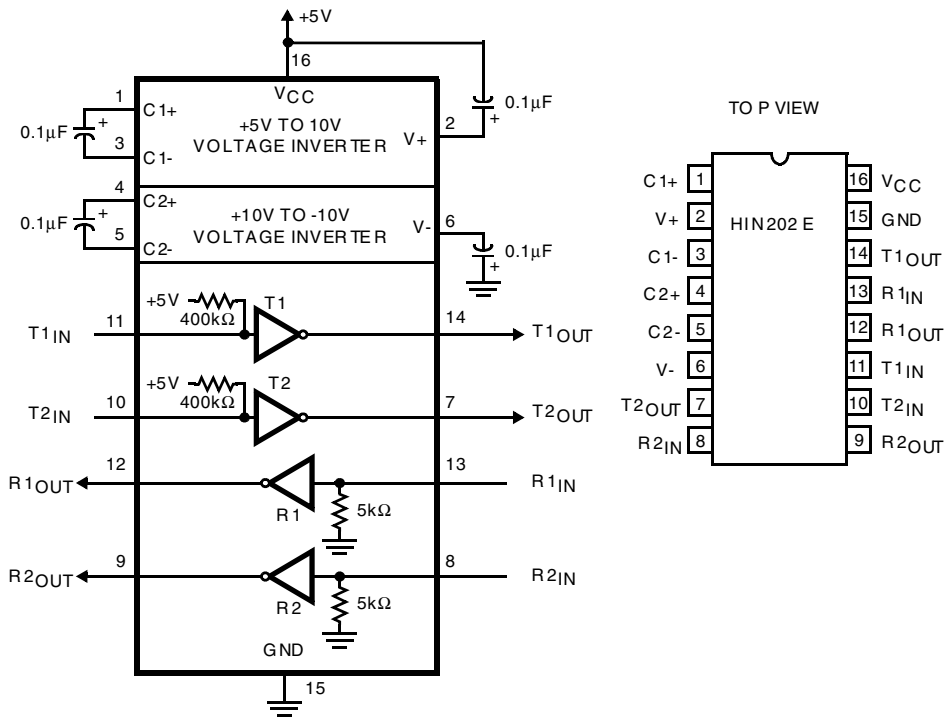 +5V
16
VCC
1
C1+
0.1µF
+
3
C1-
+5V TO 10V
VOLTAGE INVERTER
2
V+
0.1µF
+
4
C2+
0.1µF
+
5
C2-
+10V TO -10V
VOLTAGE INVERTER
V-
6
0.1µF
+
+5V
400kΩ
T1
T1IN
11
14
T1OUT
+5V
400kΩ
T2
T2IN
10
7
T2OUT
R1OUT
12
R1
5kΩ
13
R1IN
R2OUT
9
R2
5kΩ
8
R2IN
GND
15
TO P VIEW
HIN202 E
C1+ 1 16 VCC
V+ 2 15 GND
C1- 3 14 T1OUT
C2+ 4 13 R1IN
C2- 5 12 R1OUT
V- 6 11 T1IN
T2OUT 7 10 T2IN
R2IN 8 9 R2OUT